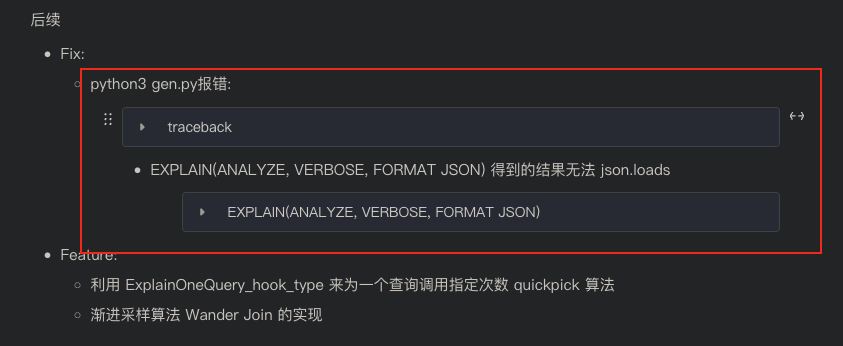 后续
Fix:
python3 gen.py报错:
traceback
EXPLAIN(ANALYZE, VERBOSE, FORMAT JSON) 得到的结果无法 json.loads
EXPLAIN(ANALYZE, VERBOSE, FORMAT JSON)
Feature:
利用 ExplainOneQuery_hook_type 来为一个查询调用指定次数 quickpick 算法
渐进采样算法 Wander Join 的实现